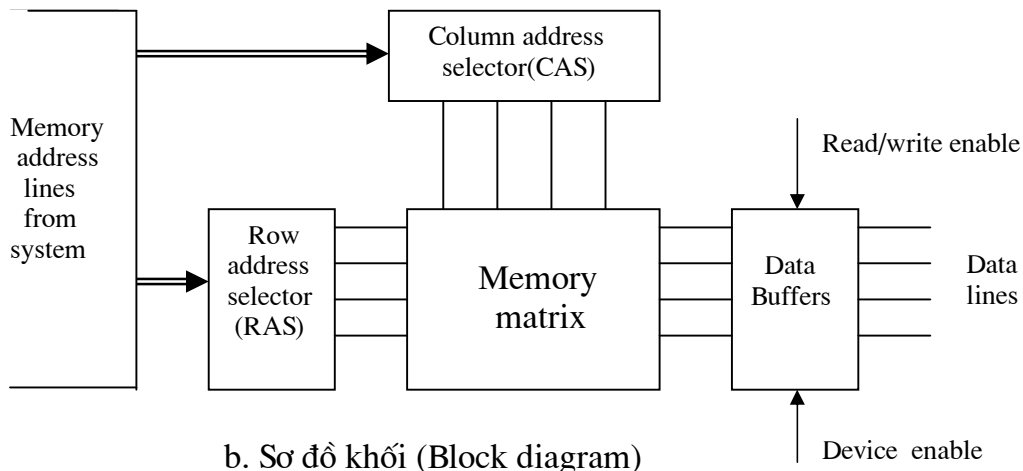 Column address
selector(CAS)
Memory
address
lines
from
system
Read/write enable
Row
address
selector
(RAS)
Memory
matrix
Data
Buffers
Data
lines
b. Sơ đồ khối (Block diagram)
Device enable